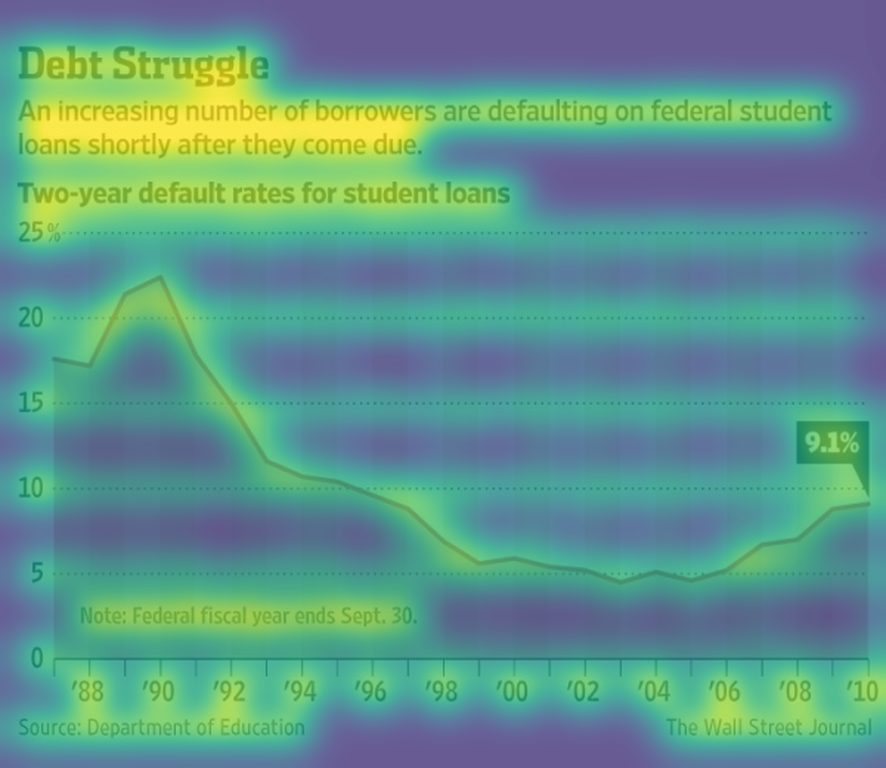 Debt Struggle
An increasing number of borrowers are defaulting on federal student
loans shortly after they come due.
Two-year default rates for student loans
25%
20
15
10
5
0
9.1%
Note: Federal fiscal year ends Sept. 30.
'88 '90 '92 '94 '96 '98 '00 '02 '04 '06 '08 '10
Source: Department of Education The Wall Street Journal